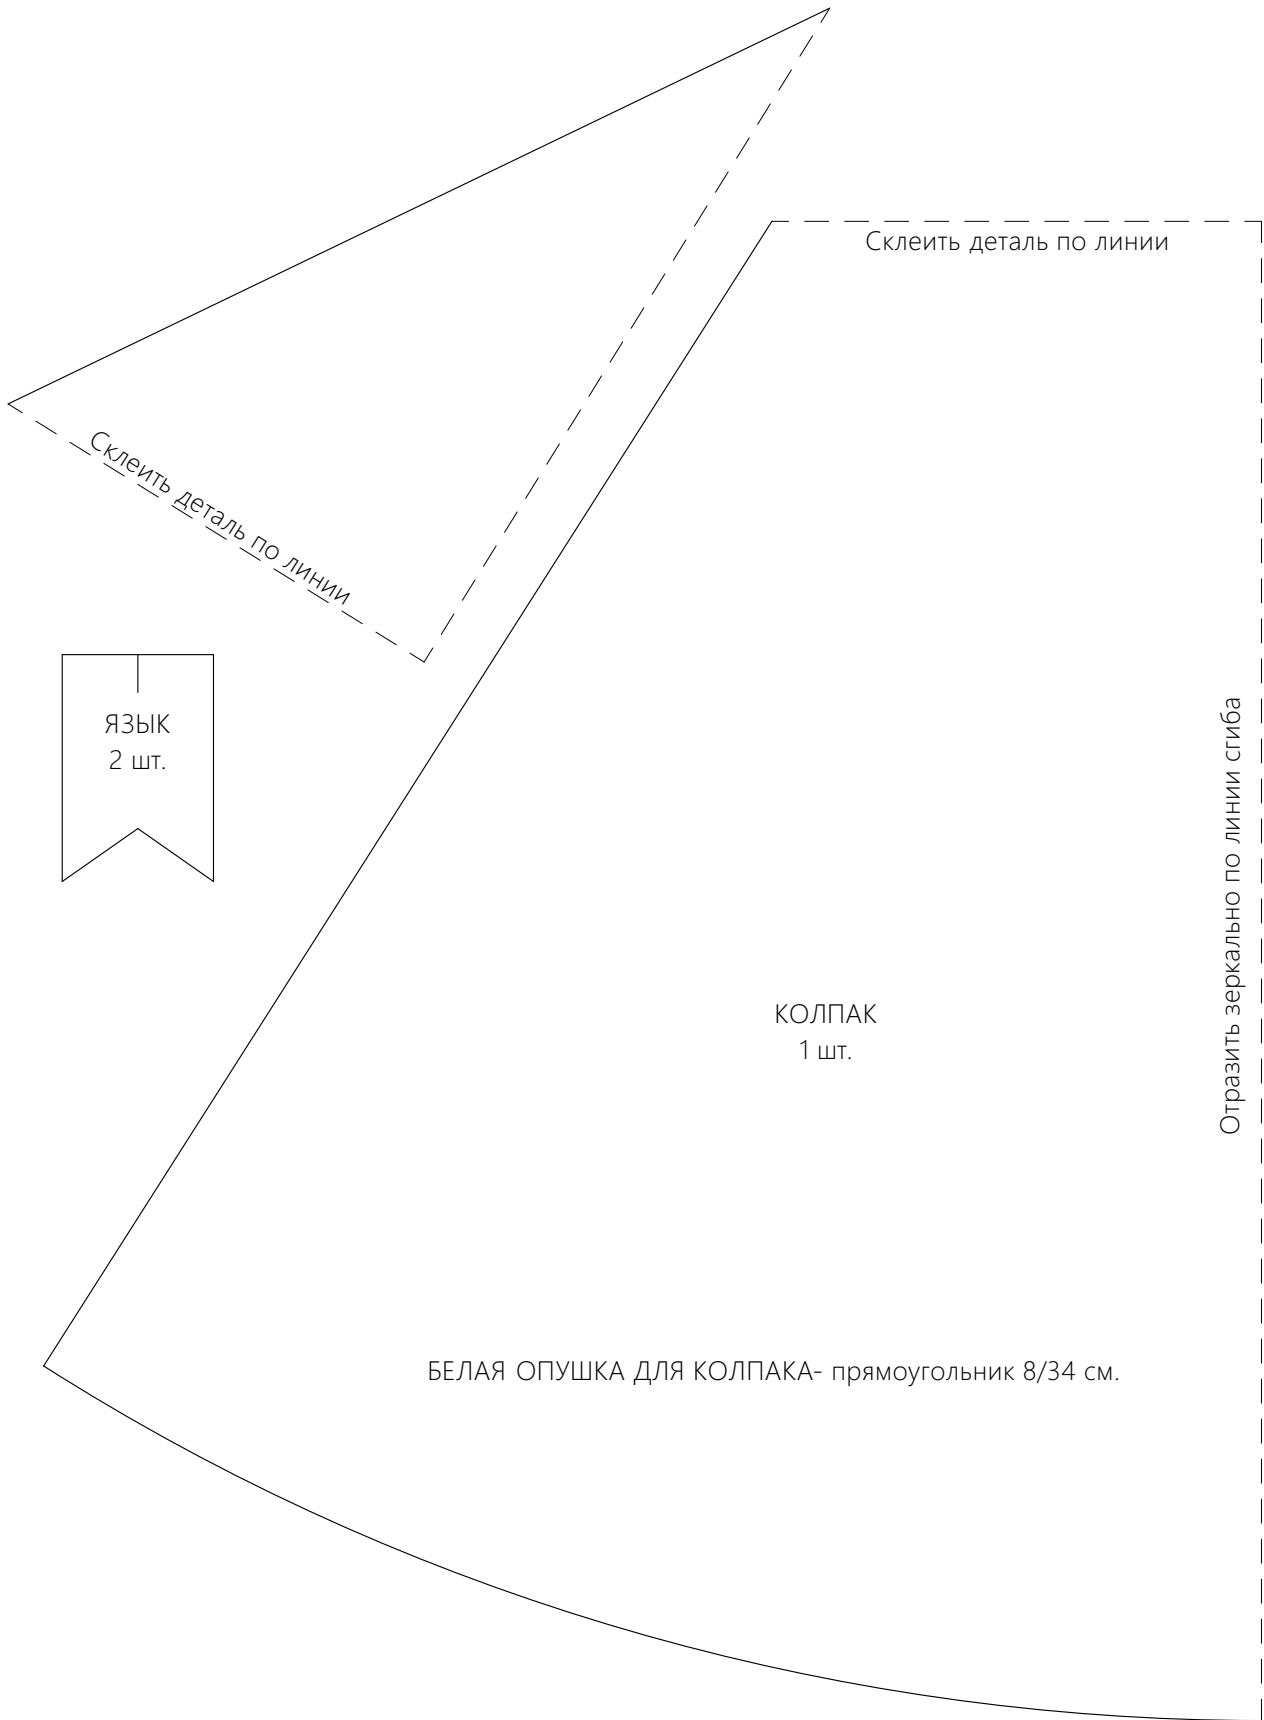 Склеить деталь по линии
Склеить деталь по линии
ЯЗЫК
2 шт.
Отразить зеркально по линии сгиба
КОЛПАК
1 шт.
БЕЛАЯ ОПУШКА ДЛЯ КОЛПАКА- прямоугольник 8/34 см.